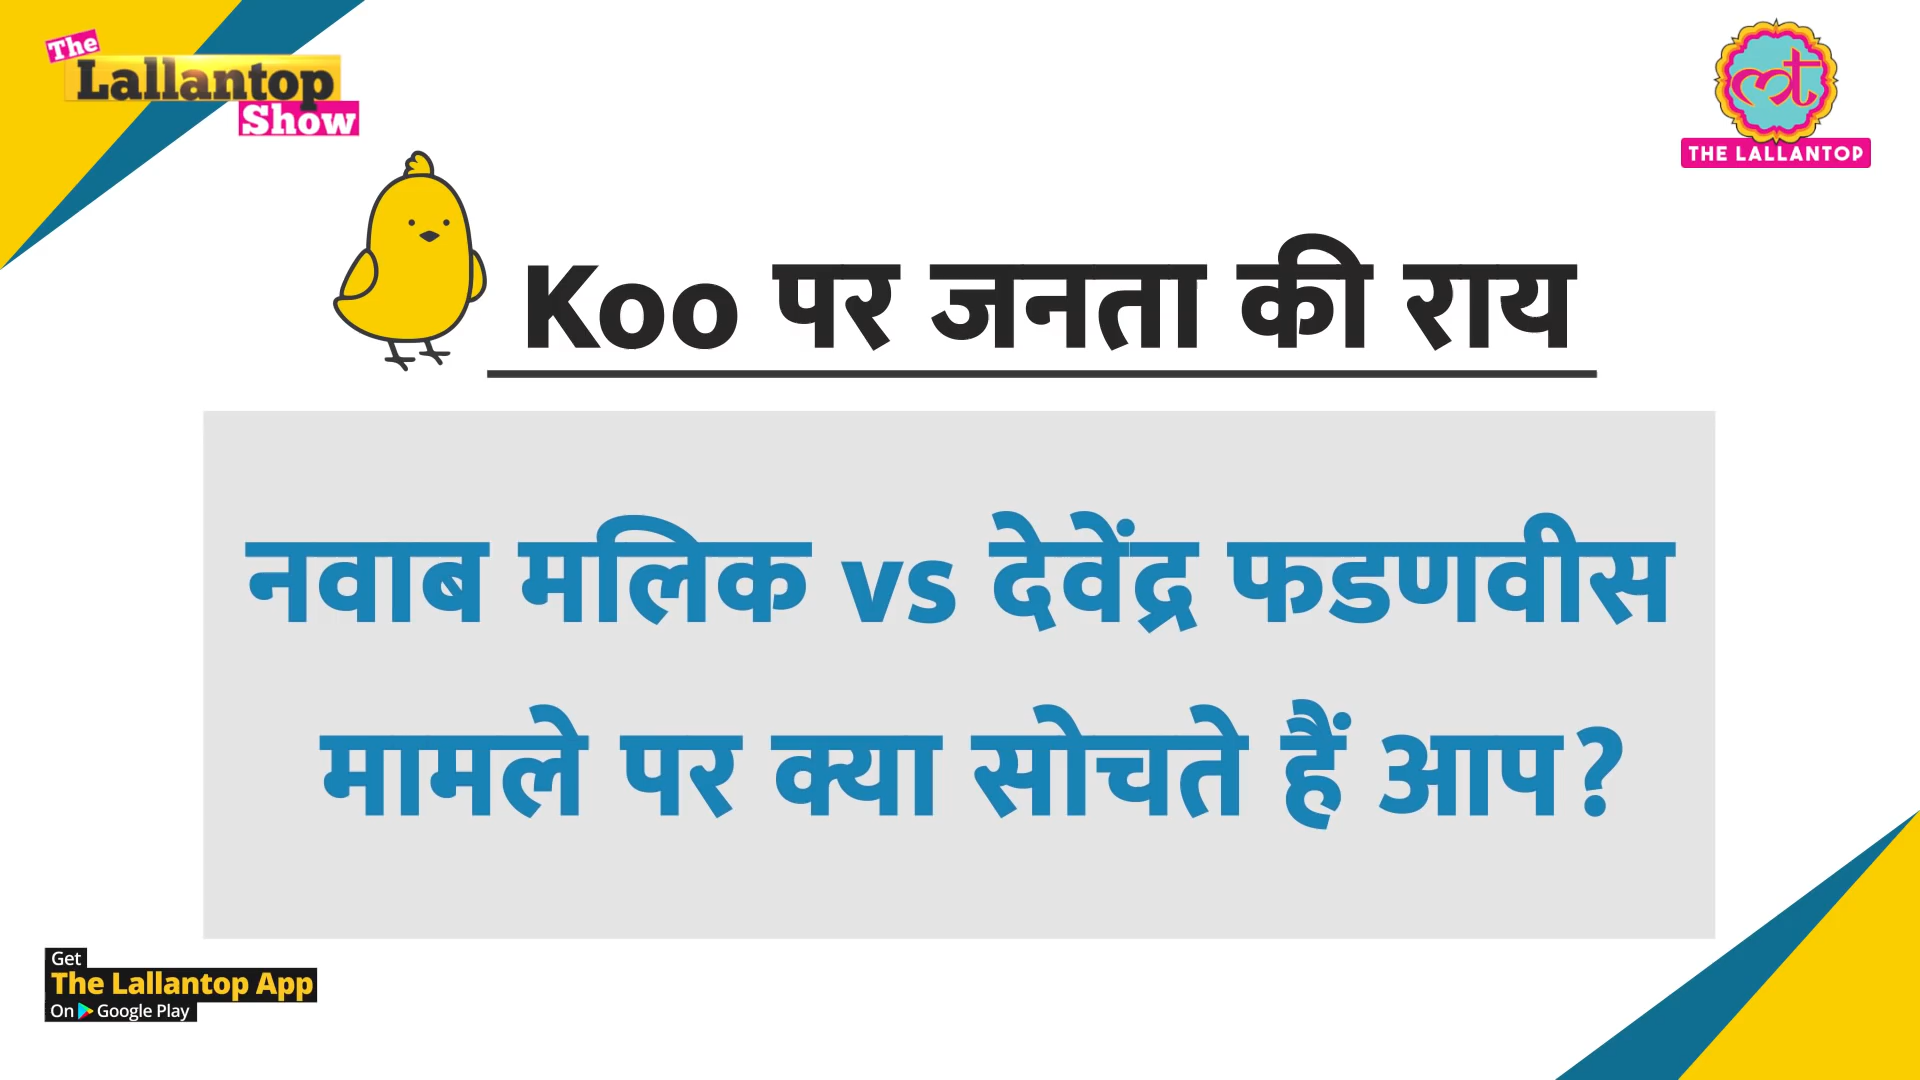 The
Lallantop
Show
THE LALLANTOP
Koo पर जनता की राय
नवाब मलिक vs देवेंद्र फडणवीस
मामले पर क्या सोचते हैं आप?
Get
The Lallantop App
On Google Play